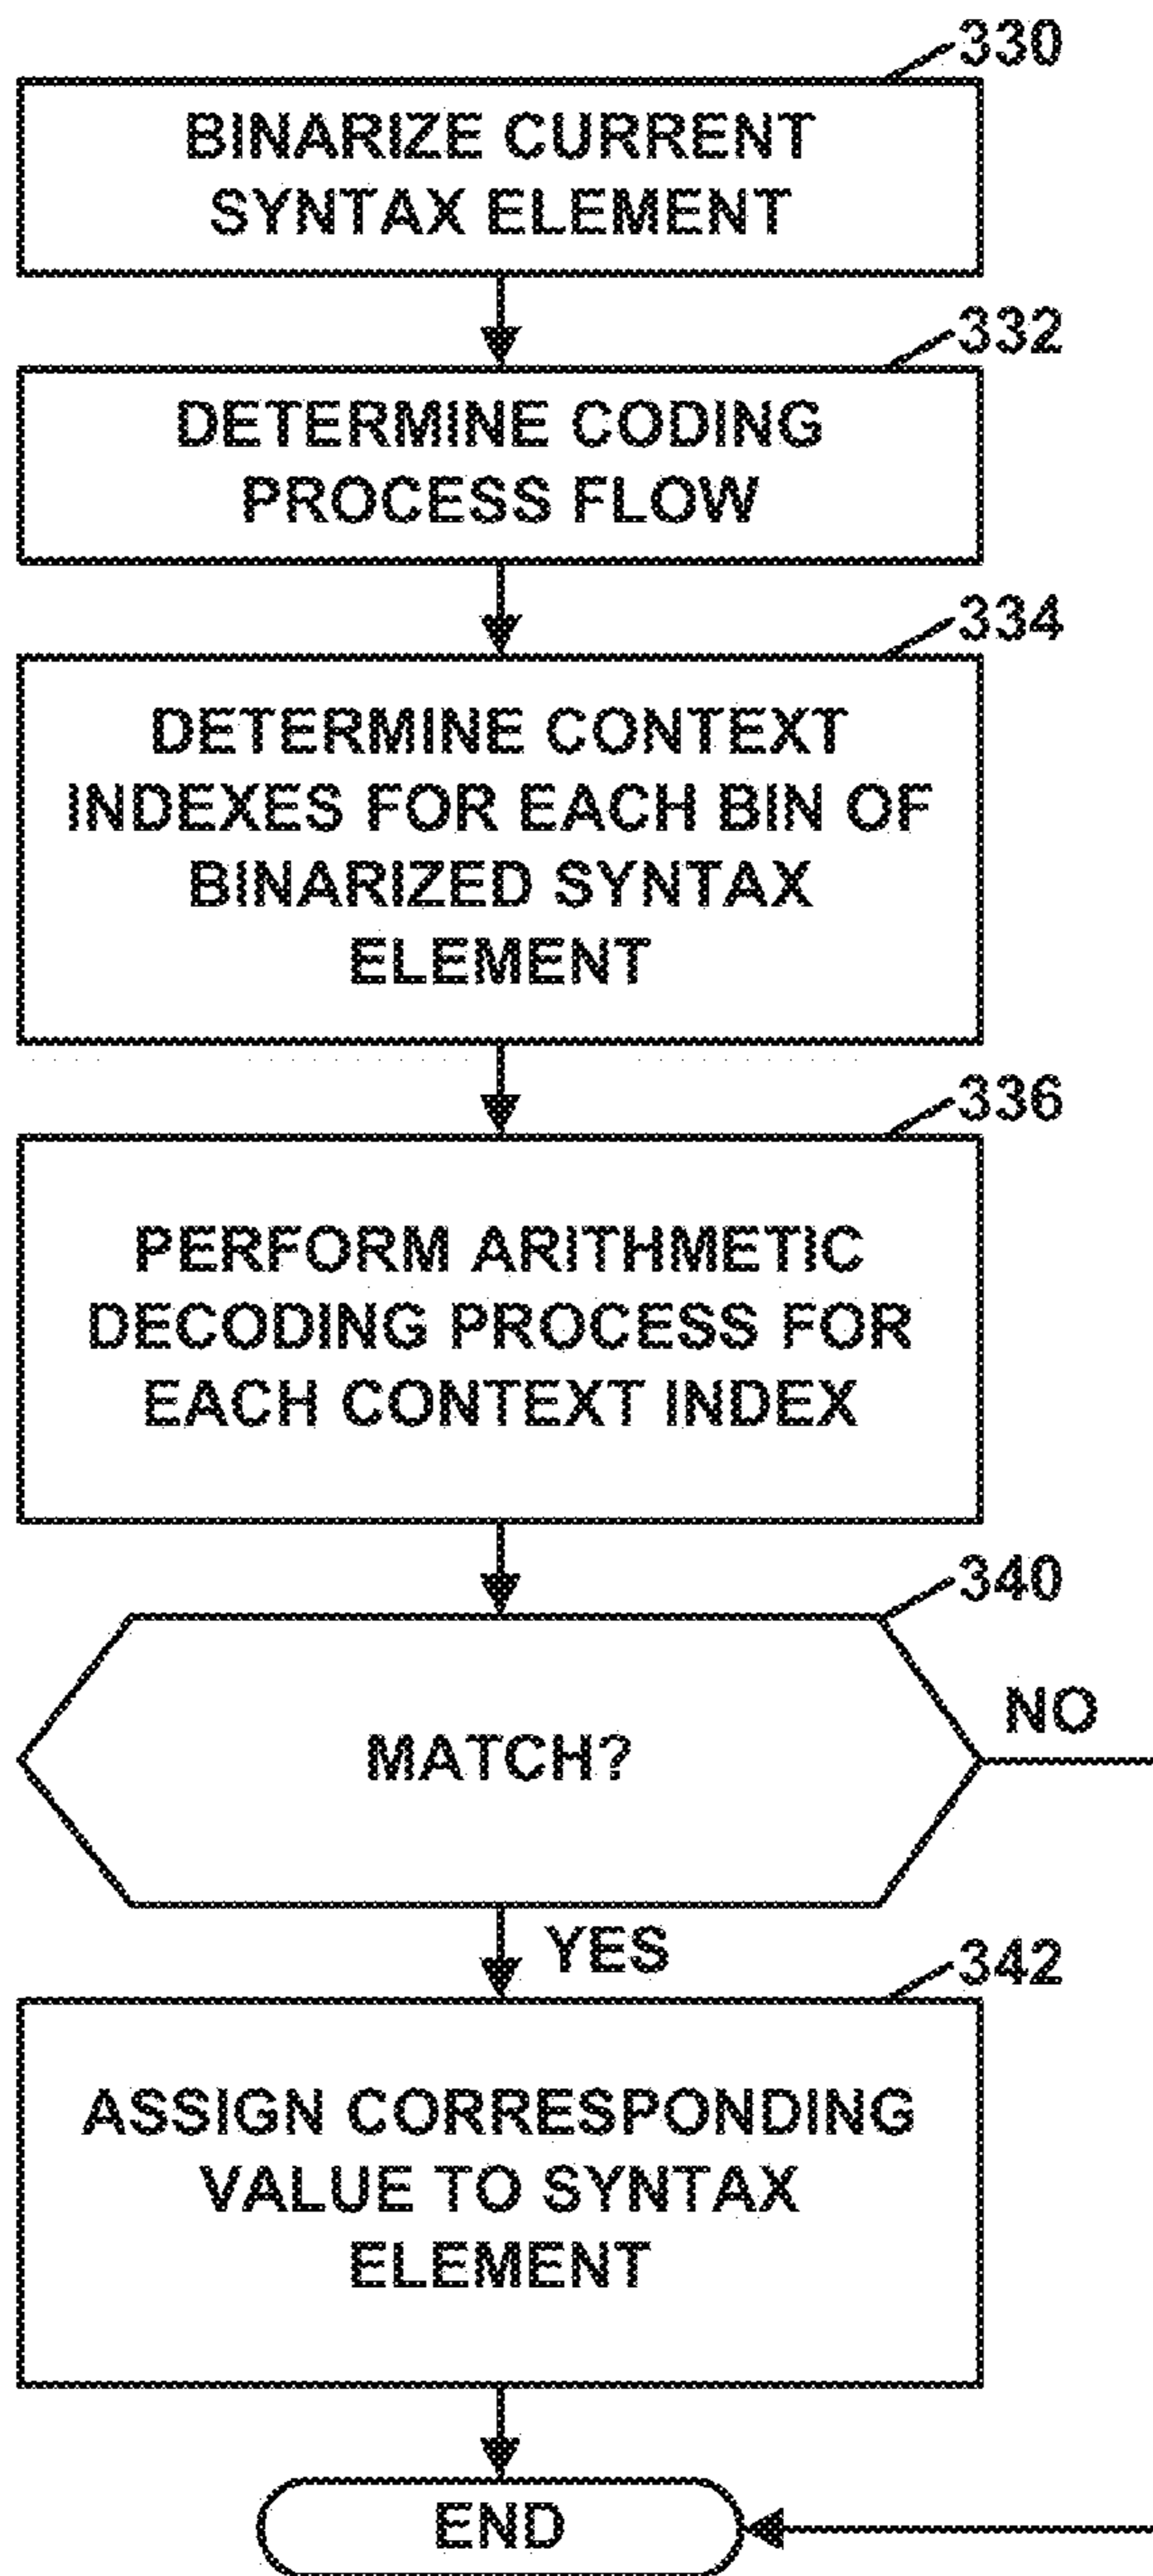 330
BINARIZE CURRENT
SYNTAX ELEMENT
332
DETERMINE CODING
PROCESS FLOW
334
DETERMINE CONTEXT
INDEXES FOR EACH BIN OF
BINARIZED SYNTAX
ELEMENT
336
PERFORM ARITHMETIC
DECODING PROCESS FOR
EACH CONTEXT INDEX
340
MATCH?
NO
YES
342
ASSIGN CORRESPONDING
VALUE TO SYNTAX
ELEMENT
END